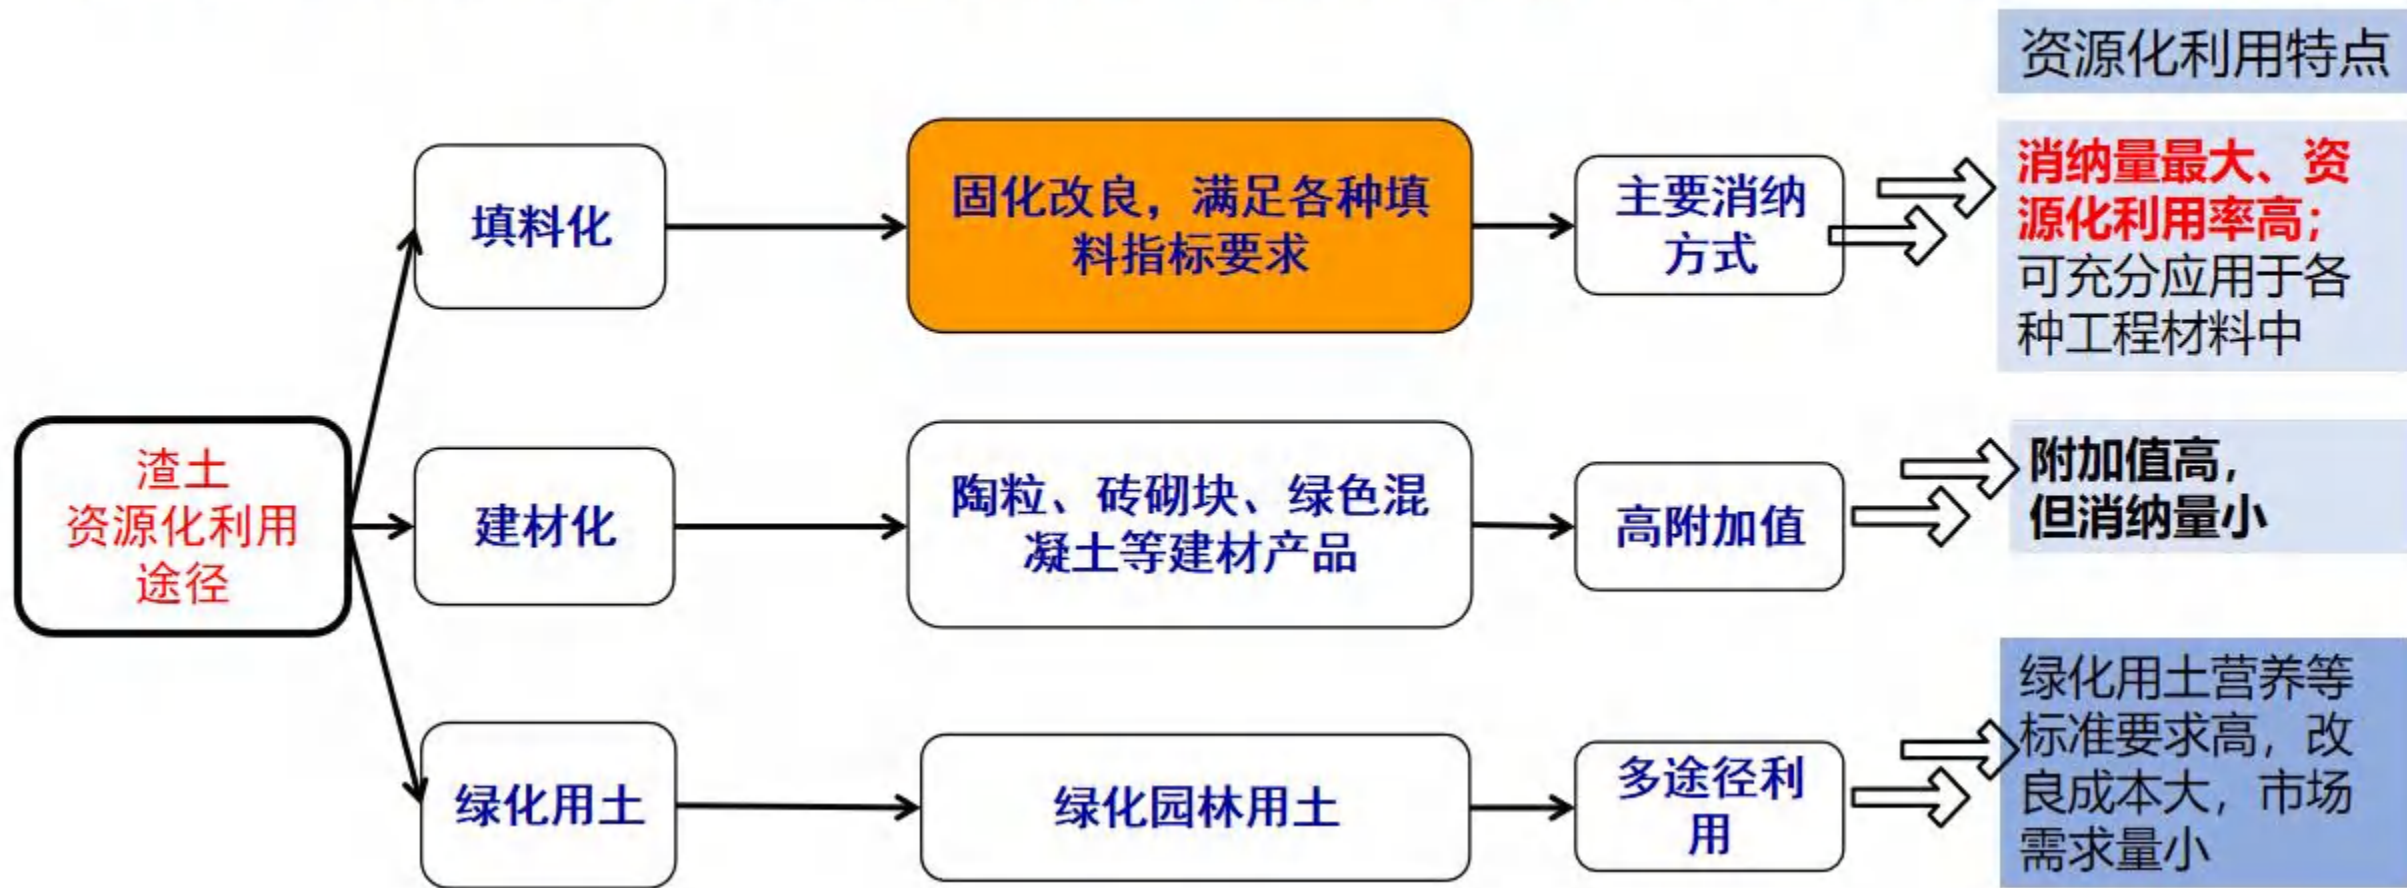 资源化利用特点
填料化
固化改良，满足各种填
料指标要求
主要消纳
方式
消纳量最大、资
源化利用率高；
可充分应用于各
种工程材料中
渣土
资源化利用
途径
建材化
陶粒、砖砌块、绿色混
凝土等建材产品
高附加值
附加值高，
但消纳量小
绿化用土
绿化园林用土
多途径利
用
绿化用土营养等
标准要求高，改
良成本大，市场
需求量小